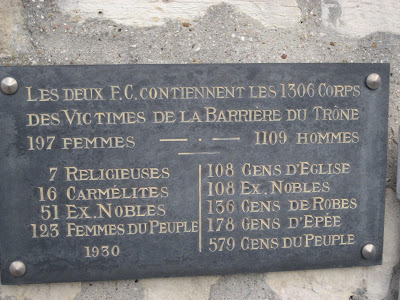 LES DEUX F.C. CONTIENNENT LES 1306 CORPS
DES VICTIMES DE LA BARRIÈRE DU TRÔNE
197 FEMMES — · — 1109 HOMMES
7 RELIGIEUSES
16 CARMÉLITES
51 EX. NOBLES
123 FEMMES DU PEUPLE
1930
108 GENS D'EGLISE
108 EX. NOBLES
136 GENS DE ROBES
178 GENS D'EPÉE
579 GENS DU PEUPLE